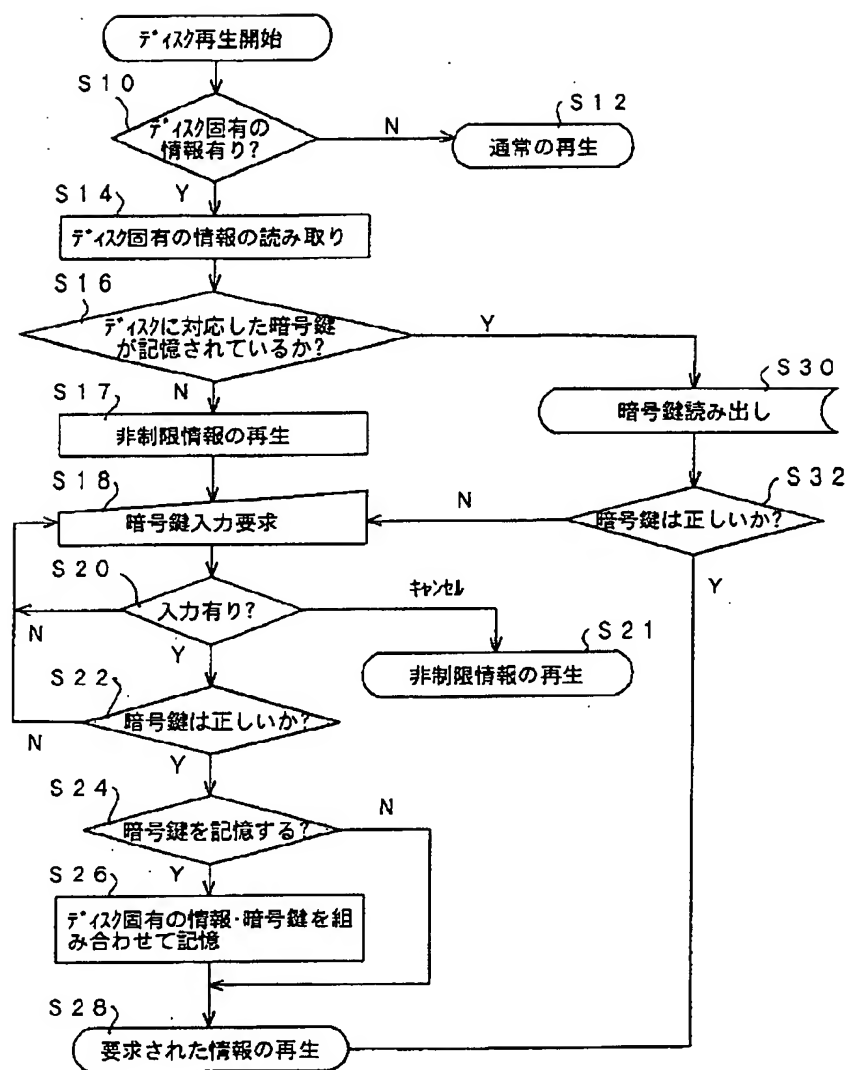 ディスク再生開始
S10
ディスク固有の
情報有り?
N
S12
通常の再生
Y
S14
ディスク固有の情報の読み取り
S16
ディスクに対応した暗号鍵
が記憶されているか?
Y
N
S17
非制限情報の再生
S30
暗号鍵読み出し
S18
暗号鍵入力要求
N
S32
暗号鍵は正しいか?
Y
S20
入力有り?
キャンセル
N
Y
S21
非制限情報の再生
S22
暗号鍵は正しいか?
N
Y
S24
暗号鍵を記憶する?
N
Y
S26
ディスク固有の情報・暗号鍵を組
み合わせて記憶
S28
要求された情報の再生